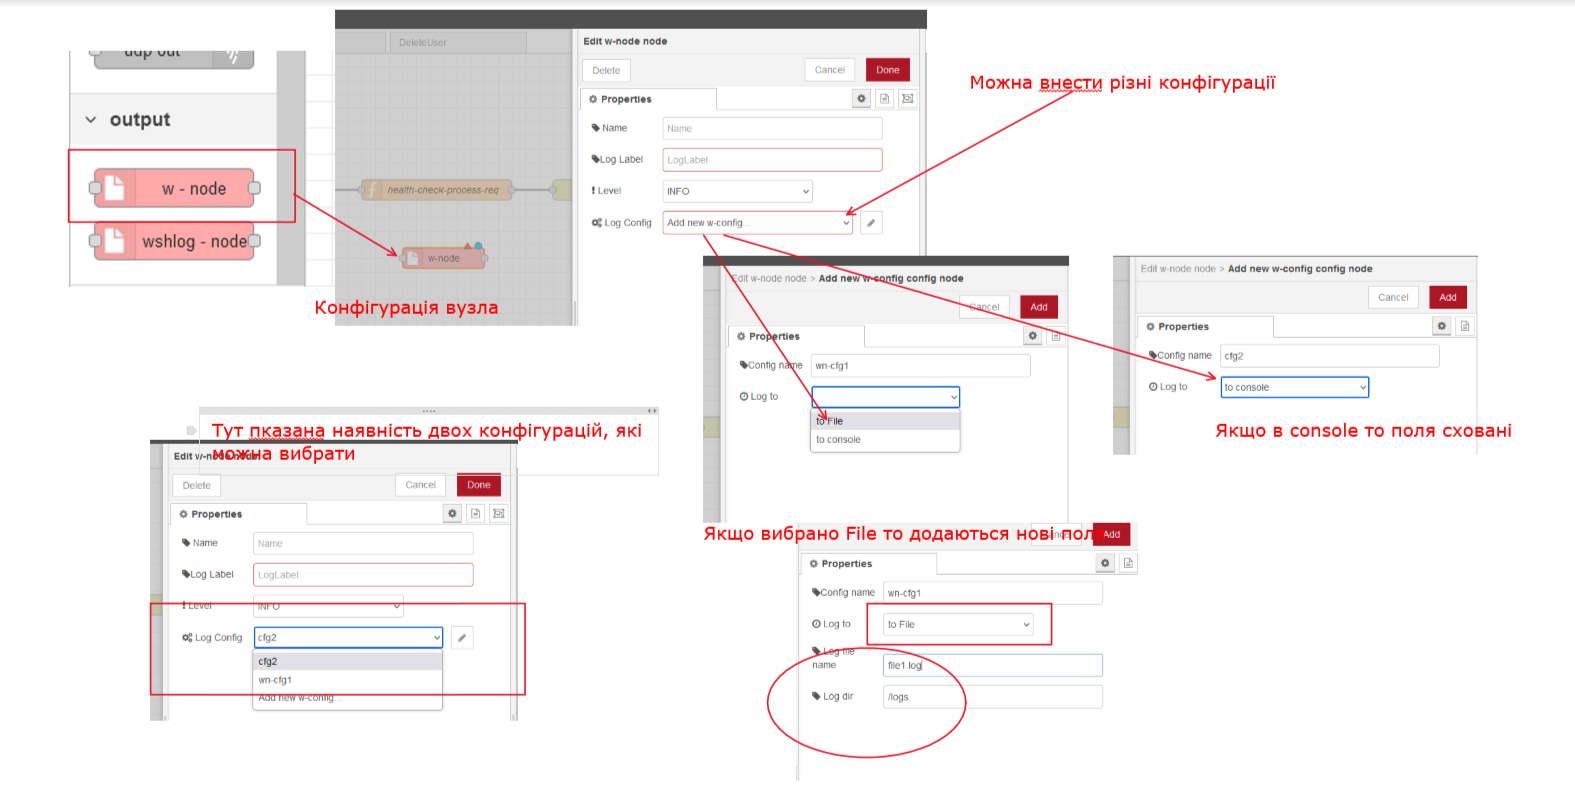 udp out
output
w - node
wshlog - node
DeleteUser
health-check-process-req
w-node
Конфігурація вузла
Edit w-node node
Delete
Cancel
Done
Properties
Name
Name
Log Label
LogLabel
Level
INFO
Log Config
Add new w-config...
Можна внести різні конфігурації
Edit w-node node > Add new w-config config node
Cancel
Add
Properties
Config name
wn-cfg1
Log to
to File
to console
Edit w-node node > Add new w-config config node
Cancel
Add
Properties
Config name
cfg2
Log to
to console
Якщо в console то поля сховані
Тут пказана наявність двох конфігурацій, які
можна вибрати
Edit w-node node
Delete
Cancel
Done
Properties
Name
Name
Log Label
LogLabel
Level
INFO
Log Config
cfg2
cfg2
wn-cfg1
Add new w-config...
Якщо вибрано File то додаються нові поля
Cancel
Add
Properties
Config name
wn-cfg1
Log to
to File
Log file
name
file1.log
Log dir
/logs